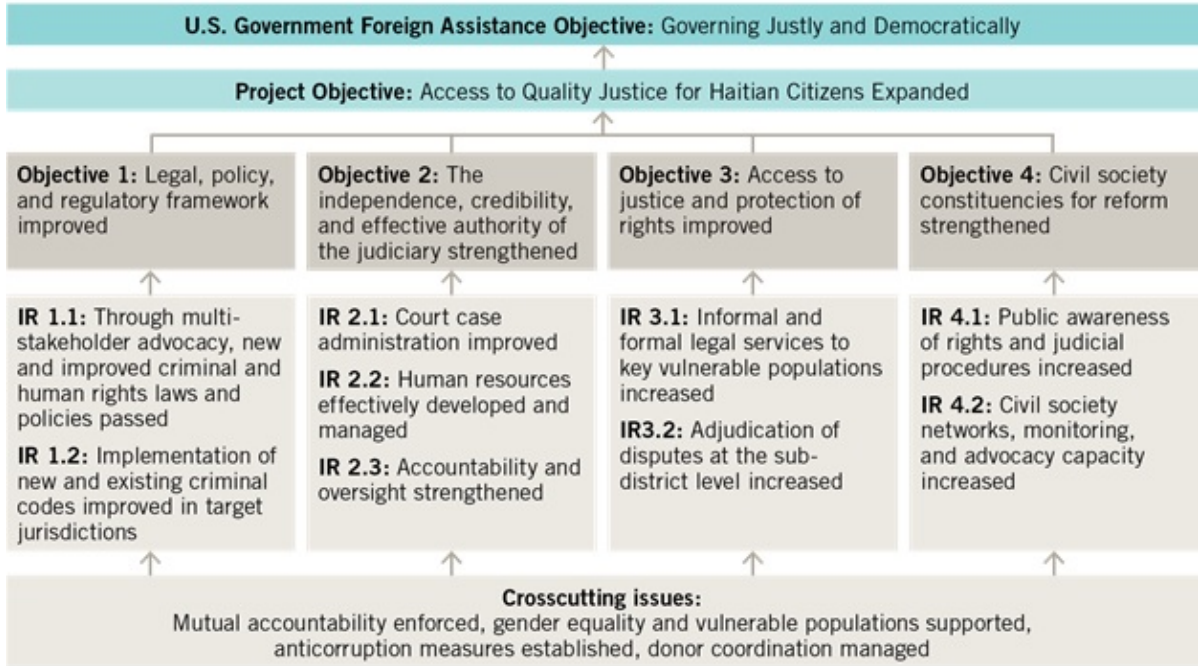 U.S. Government Foreign Assistance Objective: Governing Justly and Democratically
Project Objective: Access to Quality Justice for Haitian Citizens Expanded
Objective 1: Legal, policy,
and regulatory framework
improved
Objective 2: The
independence, credibility,
and effective authority of
the judiciary strengthened
Objective 3: Access to
justice and protection of
rights improved
Objective 4: Civil society
constituencies for reform
strengthened
IR 1.1: Through multi-
stakeholder advocacy, new
and improved criminal and
human rights laws and
policies passed
IR 1.2: Implementation of
new and existing criminal
codes improved in target
jurisdictions
IR 2.1: Court case
administration improved
IR 2.2: Human resources
effectively developed and
managed
IR 2.3: Accountability and
oversight strengthened
IR 3.1: Informal and
formal legal services to
key vulnerable populations
increased
IR3.2: Adjudication of
disputes at the sub-
district level increased
IR 4.1: Public awareness
of rights and judicial
procedures increased
IR 4.2: Civil society
networks, monitoring,
and advocacy capacity
increased
Crosscutting issues:
Mutual accountability enforced, gender equality and vulnerable populations supported,
anticorruption measures established, donor coordination managed